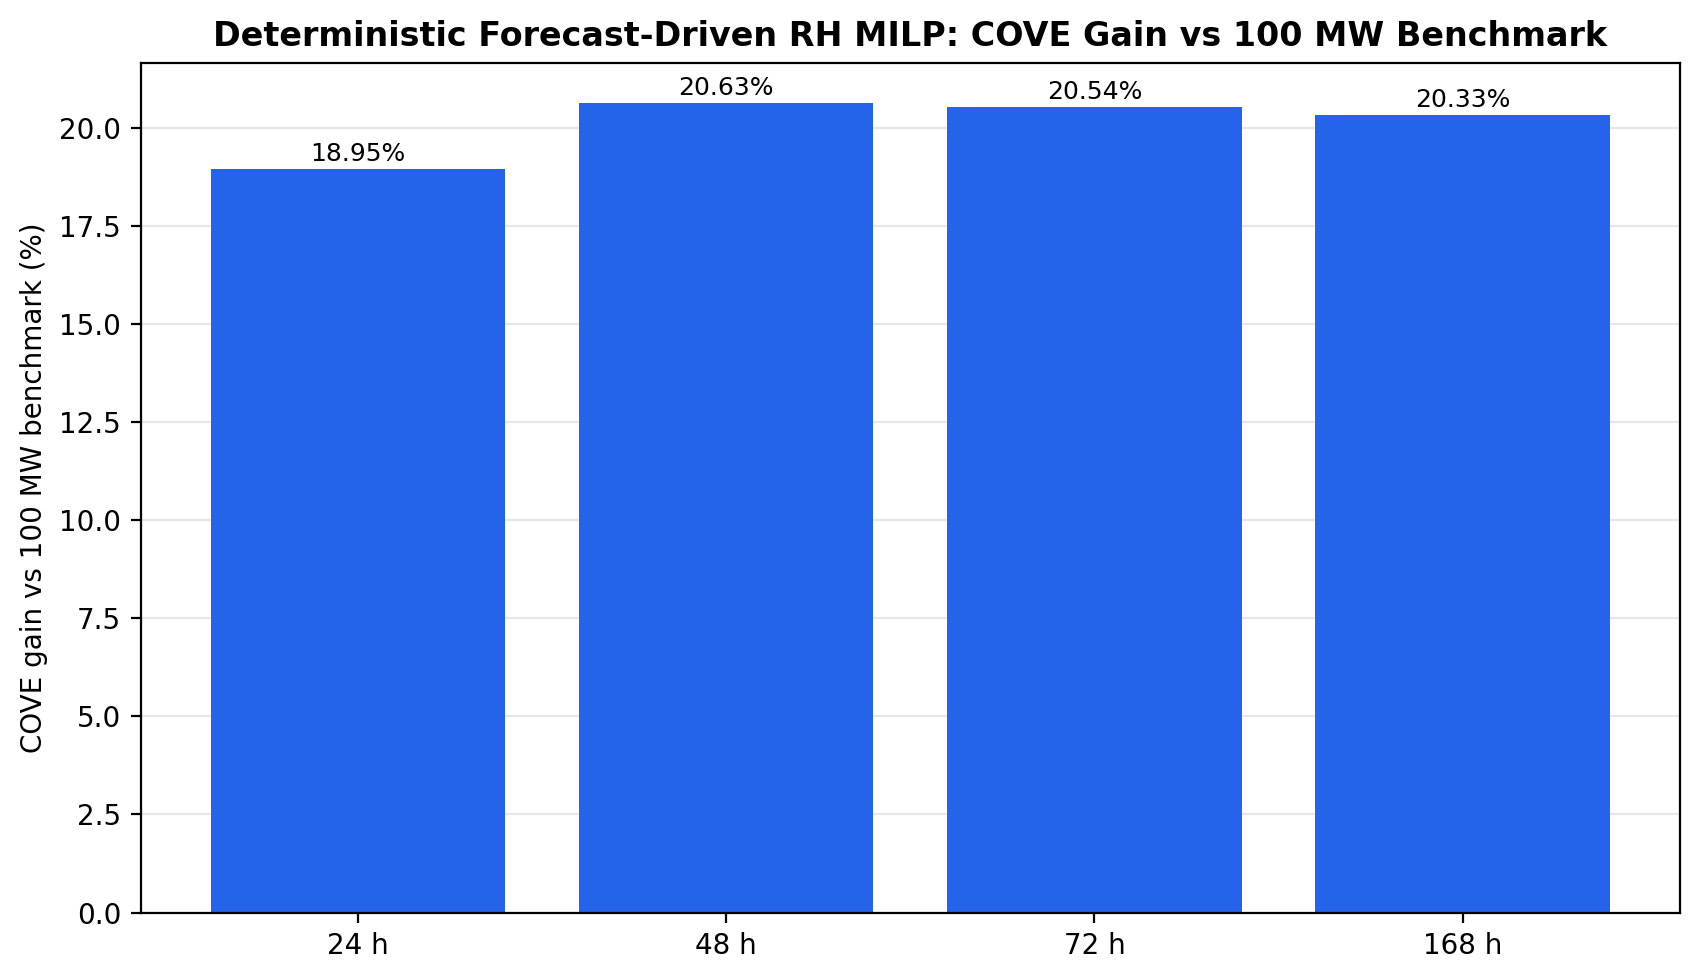 Deterministic Forecast-Driven RH MILP: COVE Gain vs 100 MW Benchmark
COVE gain vs 100 MW benchmark (%)
20.0
17.5
15.0
12.5
10.0
7.5
5.0
2.5
0.0
18.95%
20.63%
20.54%
20.33%
24 h
48 h
72 h
168 h